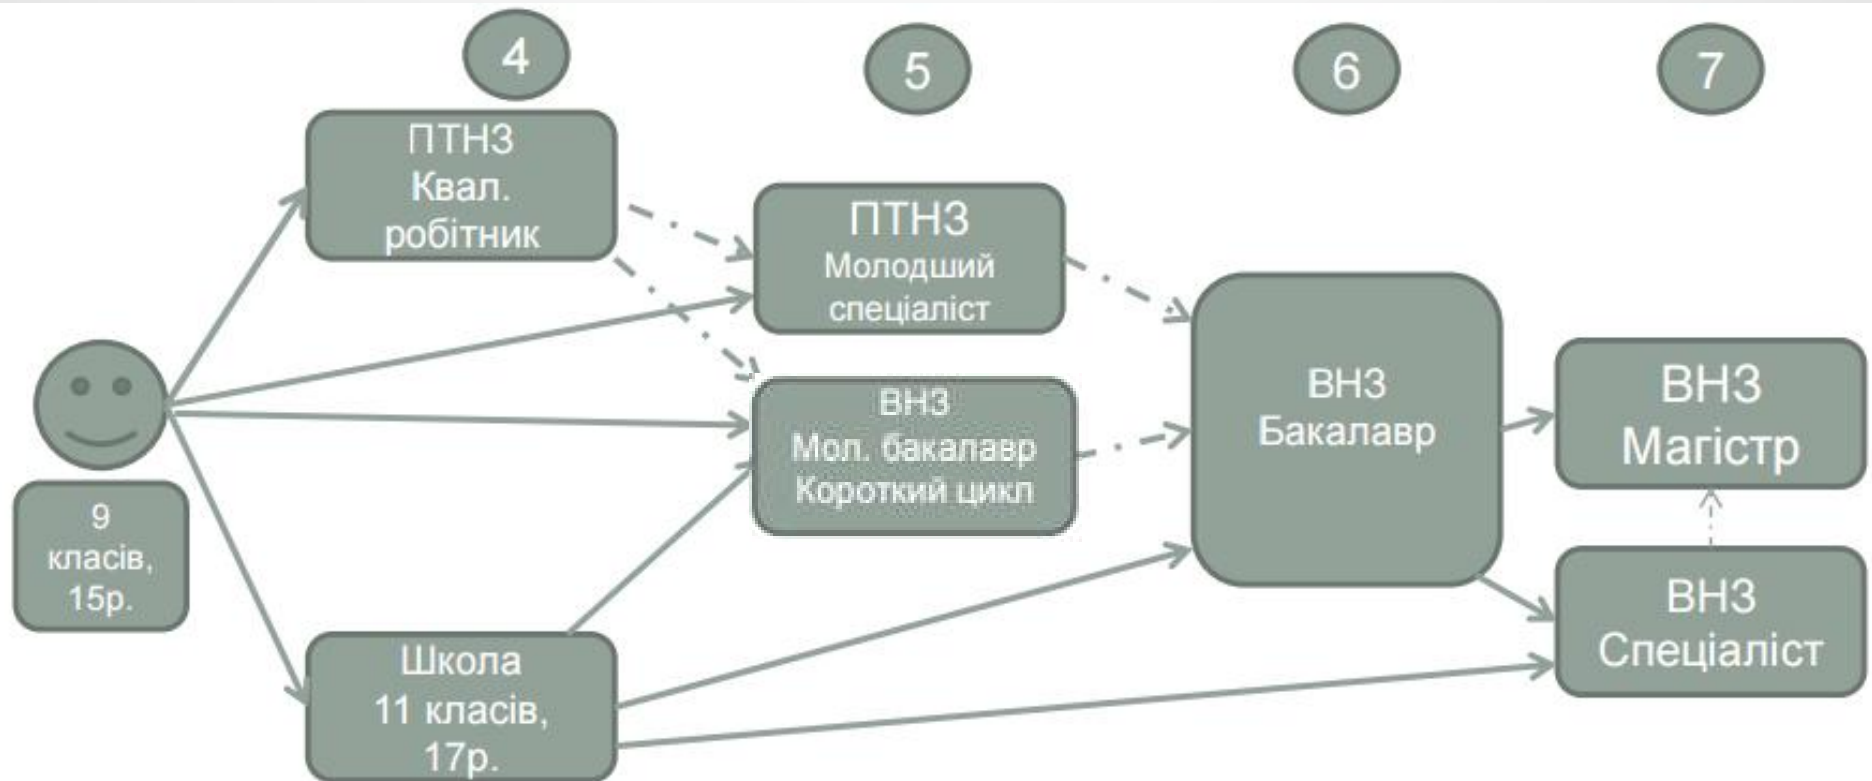 4
5
6
7
ПТНЗ
Квал.
робітник
ПТНЗ
Молодший
спеціаліст
ВНЗ
Мол. бакалавр
Короткий цикл
ВНЗ
Бакалавр
ВНЗ
Магістр
ВНЗ
Спеціаліст
9
класів,
15р.
Школа
11 класів,
17р.